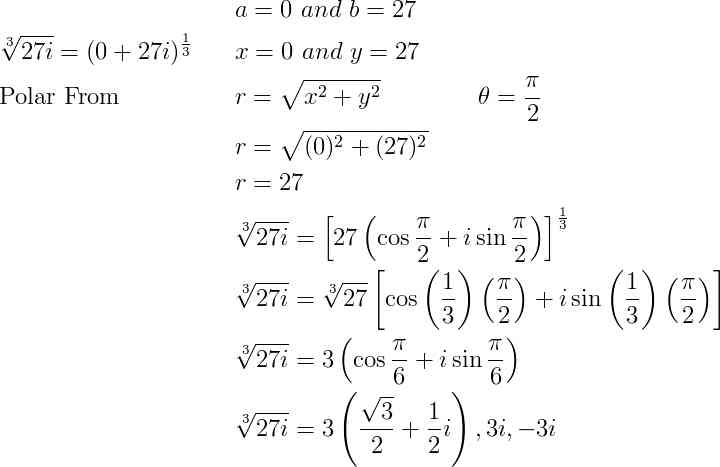 a = 0 and b = 27
∛27i = (0 + 27i)^{1/3} x = 0 and y = 27
Polar From r = √(x² + y²) θ = π/2
r = √((0)² + (27)²)
r = 27
∛27i = [27 (cos π/2 + i sin π/2)]^{1/3}
∛27i = ∛27 [cos (1/3) (π/2) + i sin (1/3) (π/2)]
∛27i = 3 (cos π/6 + i sin π/6)
∛27i = 3 (√3/2 + 1/2 i), 3i, −3i